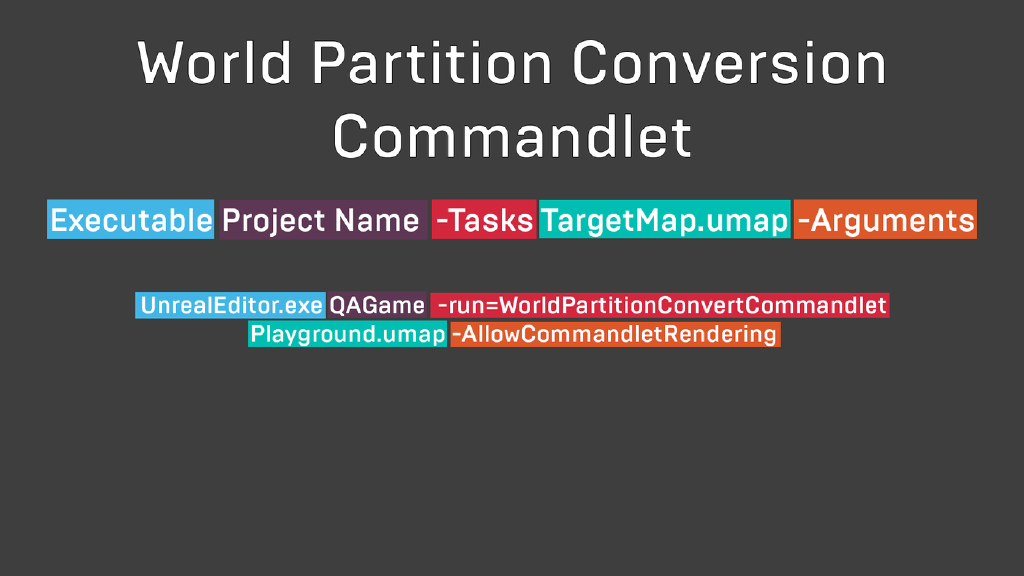 World Partition Conversion
Commandlet
Executable Project Name -Tasks TargetMap.umap -Arguments
UnrealEditor.exe QAGame -run=WorldPartitionConvertCommandlet
Playground.umap -AllowCommandletRendering